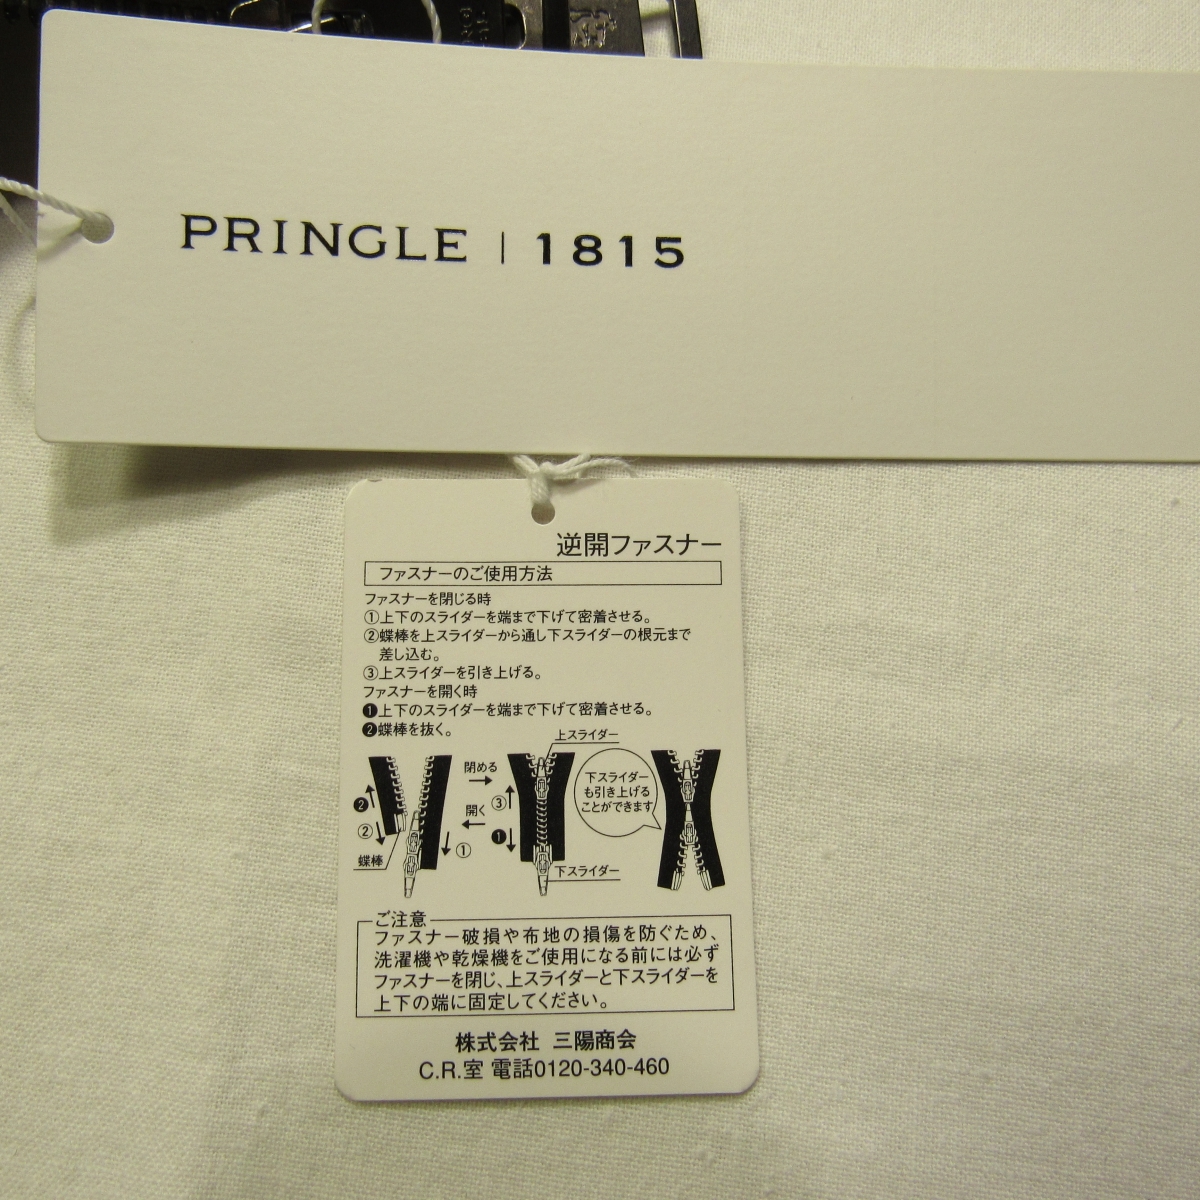 PRINGLE | 1815
逆開ファスナー
ファスナーのご使用方法
ファスナーを閉じる時
①上下のスライダーを端まで下げて密着させる。
②蝶棒を上スライダーから通し下スライダーの根元まで
差し込む。
③上スライダーを引き上げる。
ファスナーを開く時
❶上下のスライダーを端まで下げて密着させる。
❷蝶棒を抜く。
上スライダー
閉める
開く
下スライダー
も引き上げる
ことができます
❷
②
①
③
❶
蝶棒
下スライダー
ご注意
ファスナー破損や布地の損傷を防ぐため、
洗濯機や乾燥機をご使用になる前には必ず
ファスナーを閉じ、上スライダーと下スライダーを
上下の端に固定してください。
株式会社 三陽商会
C.R.室 電話0120-340-460